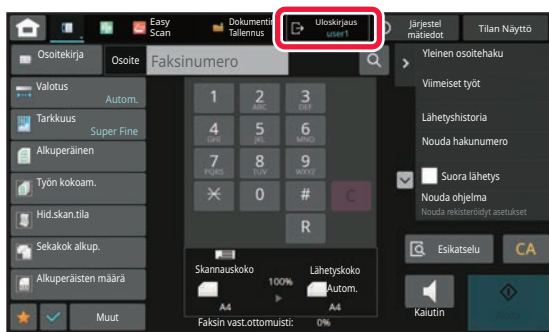 Easy
Scan
Dokumentin
Tallennus
Uloskirjaus
user1
Järjestel
mätiedot
Tilan Näyttö
Osoitekirja
Osoite
Faksinumero
Valotus
Autom.
Tarkkuus
Super Fine
Alkuperäinen
Työn kokoam.
Hid.skan.tila
Sekakok alkup.
Alkuperäisten määrä
Muut
1
2
ABC
3
DEF
4
GHI
5
JKL
6
MNO
7
PQRS
8
TUV
9
WXYZ
0
#
C
R
Skannauskoko
100%
Lähetyskoko
Autom.
A4
A4
Faksin vast.ottomuisti: 0%
Yleinen osoitehaku
Viimeiset työt
Lähetyshistoria
Nouda hakunumero
Suora lähetys
Nouda ohjelma
Nouda rekisteröidyt asetukset
Esikatselu
CA
Kaiutin